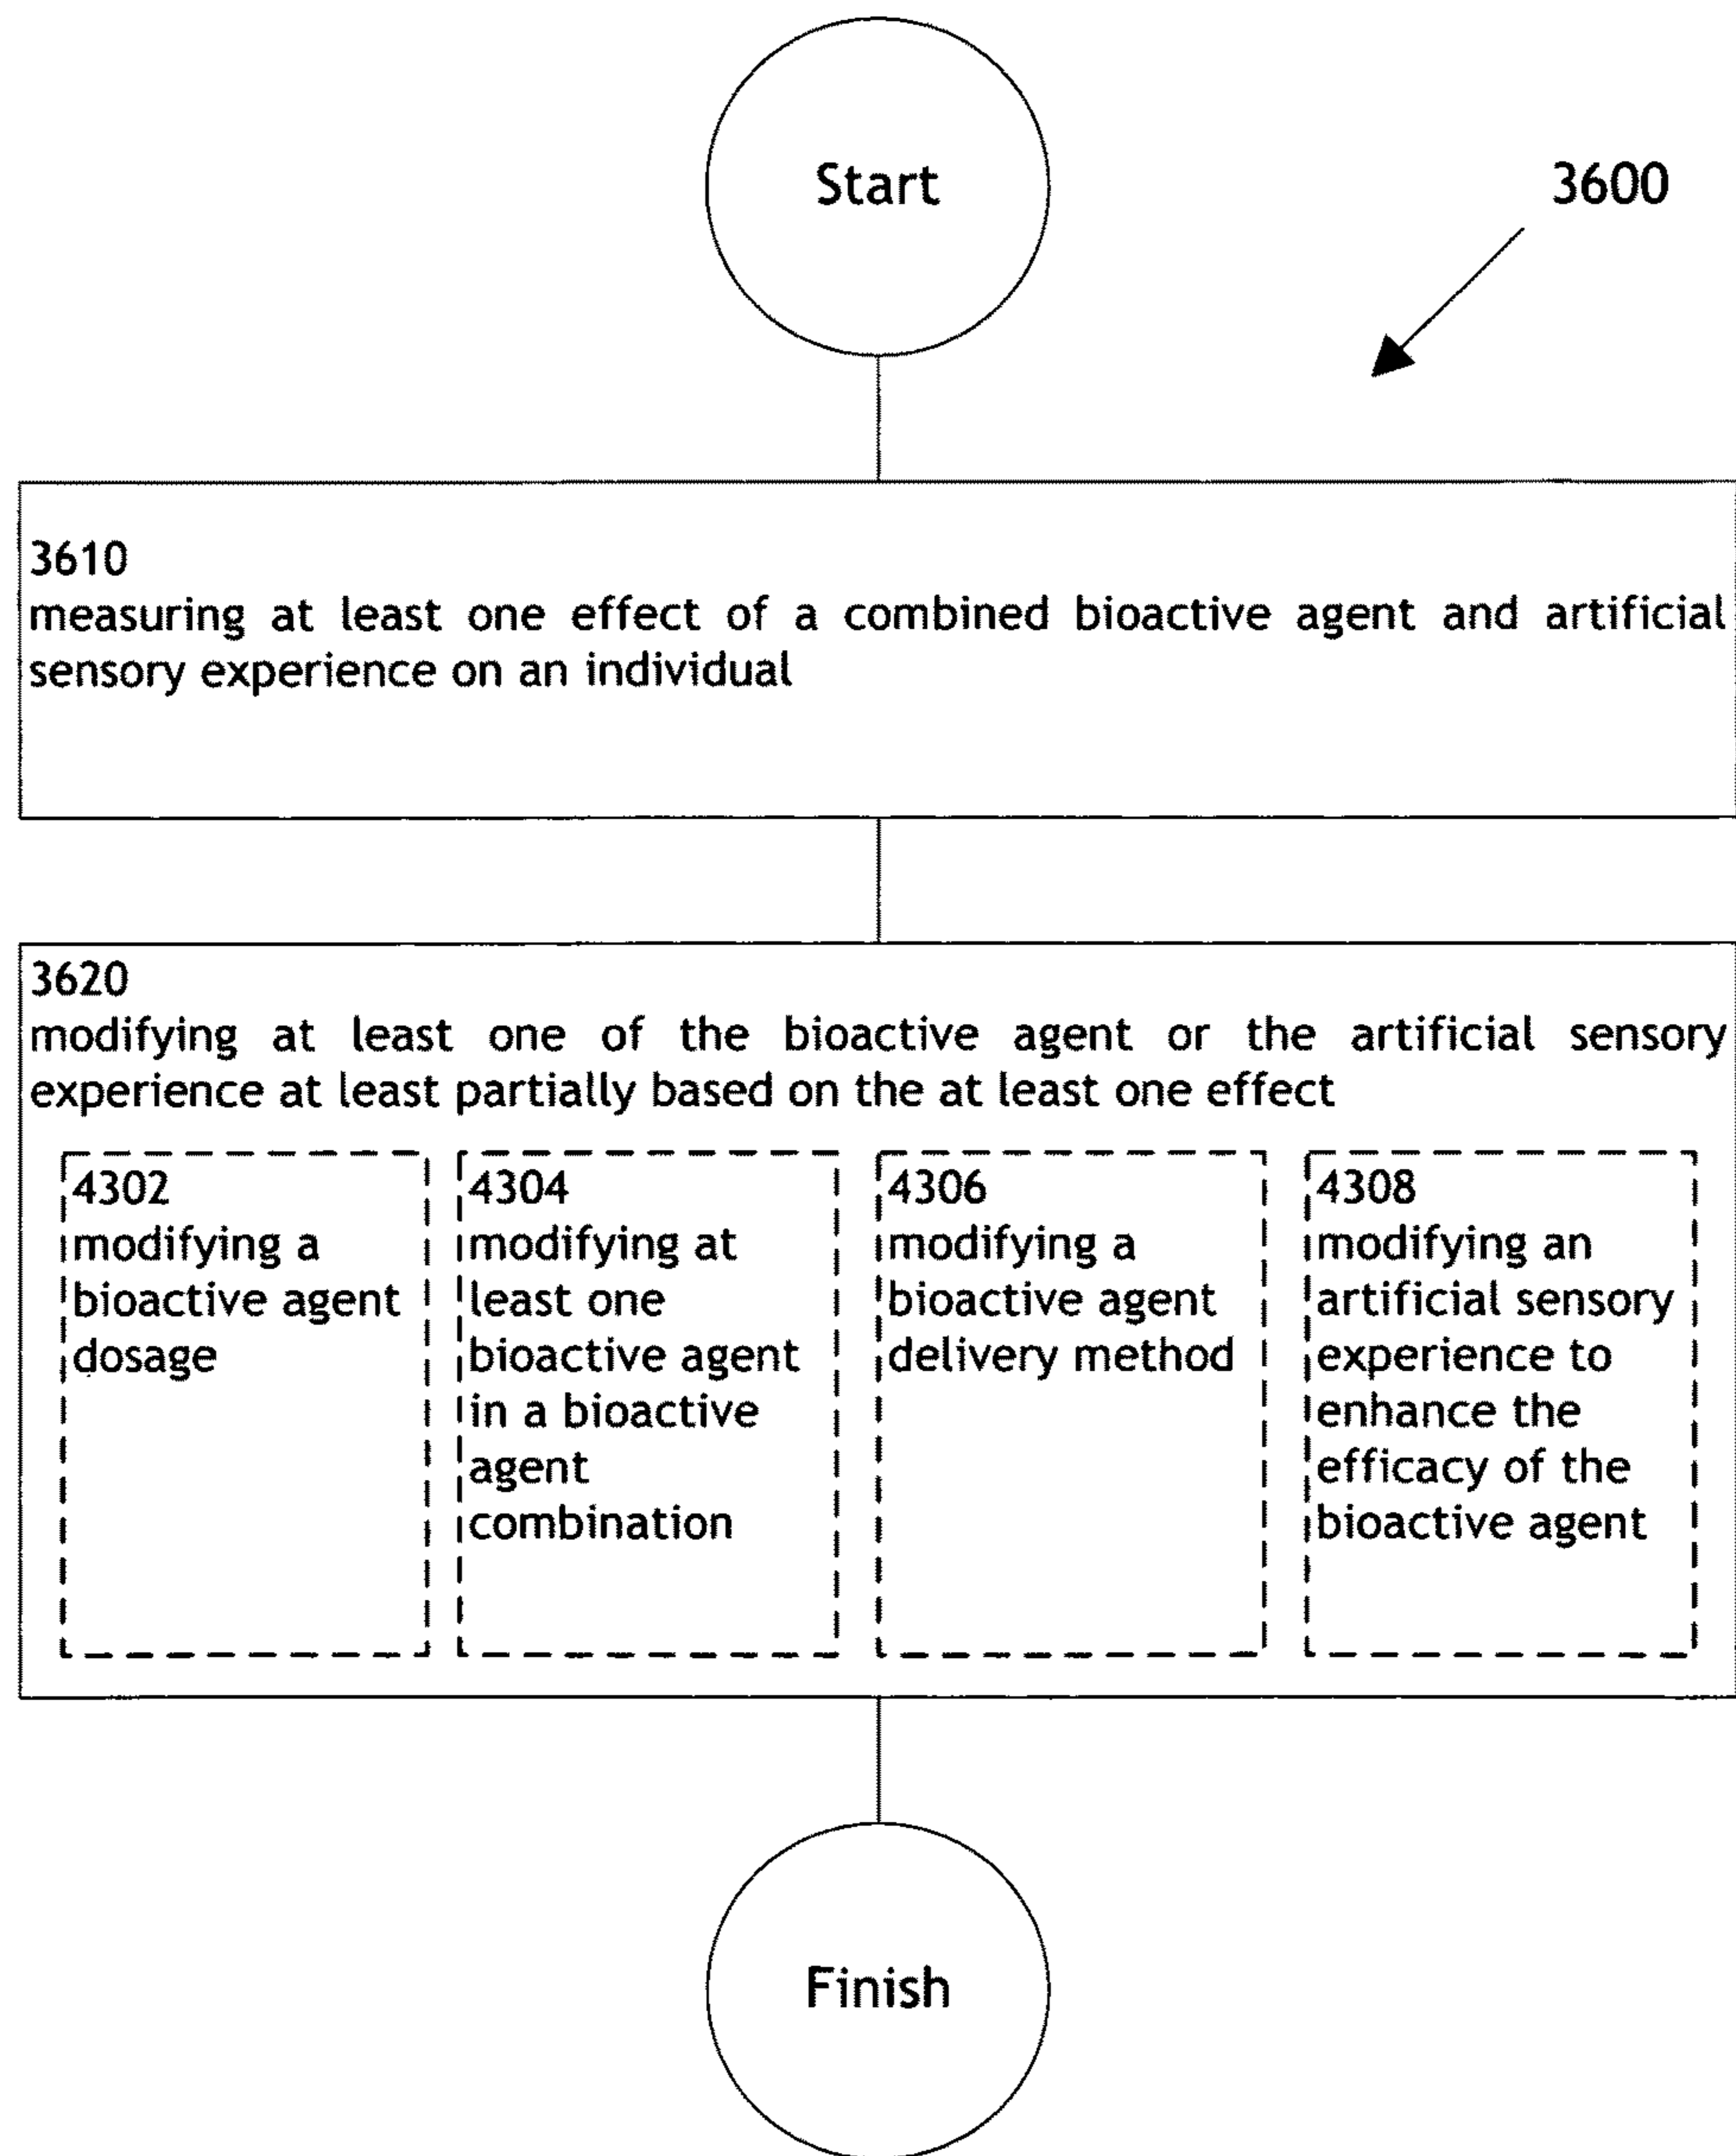 Start
3600
3610
measuring at least one effect of a combined bioactive agent and artificial
sensory experience on an individual
3620
modifying at least one of the bioactive agent or the artificial sensory
experience at least partially based on the at least one effect
4302
modifying a
bioactive agent
dosage
4304
modifying at
least one
bioactive agent
in a bioactive
agent
combination
4306
modifying a
bioactive agent
delivery method
4308
modifying an
artificial sensory
experience to
enhance the
efficacy of the
bioactive agent
Finish